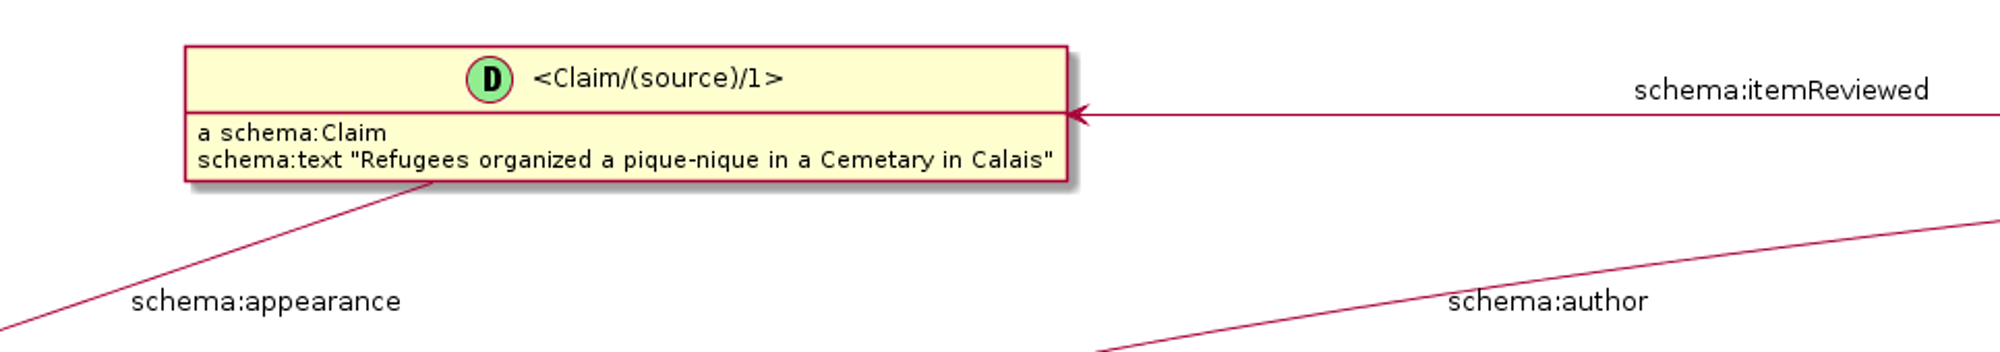 D <Claim/(source)/1>
schema:itemReviewed
a schema:Claim
schema:text "Refugees organized a pique-nique in a Cemetary in Calais"
schema:appearance
schema:author